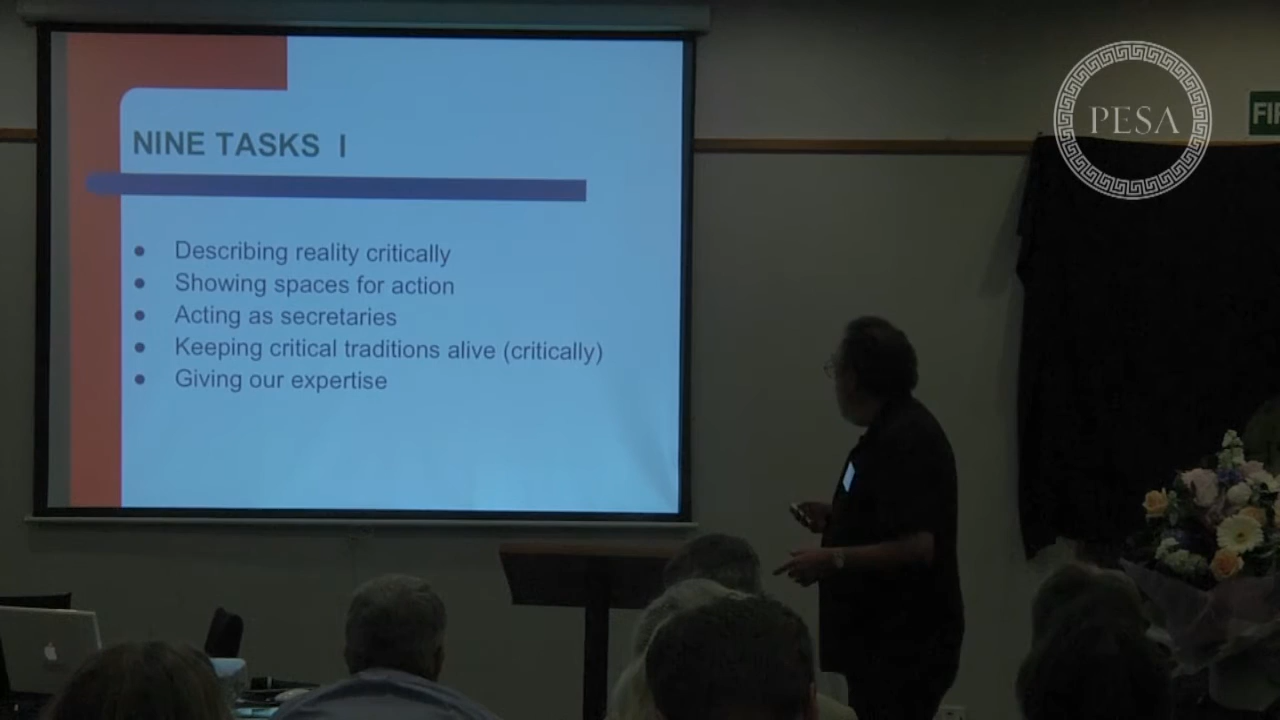 NINE TASKS I
Describing reality critically
Showing spaces for action
Acting as secretaries
Keeping critical traditions alive (critically)
Giving our expertise
PESA